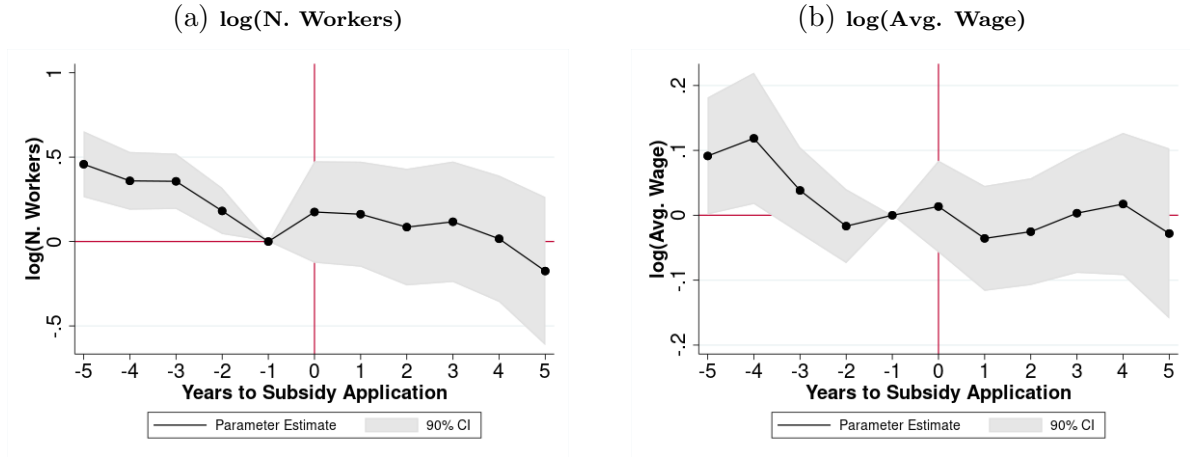 (a) log(N. Workers)
log(N. Workers)
1
.5
0
-.5
-5 -4 -3 -2 -1 0 1 2 3 4 5
Years to Subsidy Application
Parameter Estimate 90% CI
(b) log(Avg. Wage)
log(Avg. Wage)
.2
.1
0
-.1
-.2
-5 -4 -3 -2 -1 0 1 2 3 4 5
Years to Subsidy Application
Parameter Estimate 90% CI